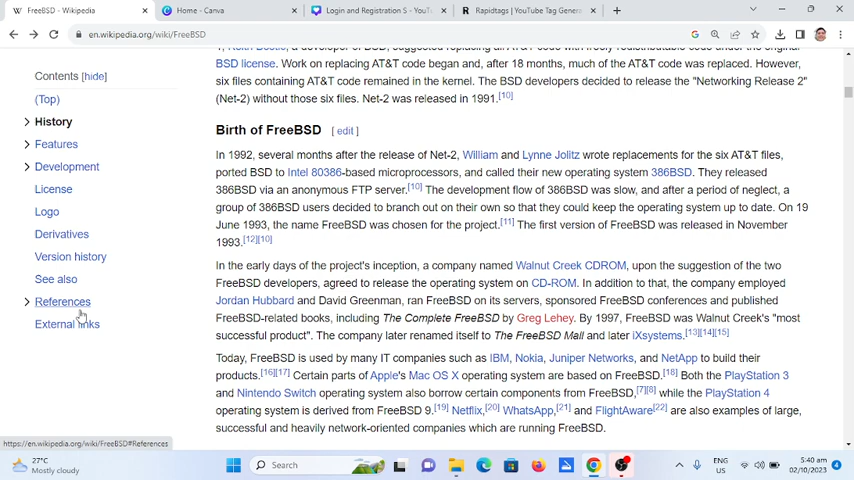 FreeBSD - Wikipedia
Home - Canva
Login and Registration S - YouT
Rapidtags | YouTube Tag Genera
en.wikipedia.org/wiki/FreeBSD
Contents [hide]
(Top)
History
Features
Development
License
Logo
Derivatives
Version history
See also
References
External links
BSD license. Work on replacing AT&T code began and, after 18 months, much of the AT&T code was replaced. However,
six files containing AT&T code remained in the kernel. The BSD developers decided to release the "Networking Release 2"
(Net-2) without those six files. Net-2 was released in 1991.[10]
Birth of FreeBSD [ edit ]
In 1992, several months after the release of Net-2, William and Lynne Jolitz wrote replacements for the six AT&T files,
ported BSD to Intel 80386-based microprocessors, and called their new operating system 386BSD. They released
386BSD via an anonymous FTP server.[10] The development flow of 386BSD was slow, and after a period of neglect, a
group of 386BSD users decided to branch out on their own so that they could keep the operating system up to date. On 19
June 1993, the name FreeBSD was chosen for the project.[11] The first version of FreeBSD was released in November
1993.[12][10]
In the early days of the project's inception, a company named Walnut Creek CDROM, upon the suggestion of the two
FreeBSD developers, agreed to release the operating system on CD-ROM. In addition to that, the company employed
Jordan Hubbard and David Greenman, ran FreeBSD on its servers, sponsored FreeBSD conferences and published
FreeBSD-related books, including The Complete FreeBSD by Greg Lehey. By 1997, FreeBSD was Walnut Creek's "most
successful product". The company later renamed itself to The FreeBSD Mall and later iXsystems.[13][14][15]
Today, FreeBSD is used by many IT companies such as IBM, Nokia, Juniper Networks, and NetApp to build their
products.[16][17] Certain parts of Apple's Mac OS X operating system are based on FreeBSD.[18] Both the PlayStation 3
and Nintendo Switch operating system also borrow certain components from FreeBSD,[7][8] while the PlayStation 4
operating system is derived from FreeBSD 9.[19] Netflix,[20] WhatsApp,[21] and FlightAware[22] are also examples of large,
successful and heavily network-oriented companies which are running FreeBSD.
https://en.wikipedia.org/wiki/FreeBSD#References
27°C
Mostly cloudy
Search
ENG
US
5:40 am
02/10/2023